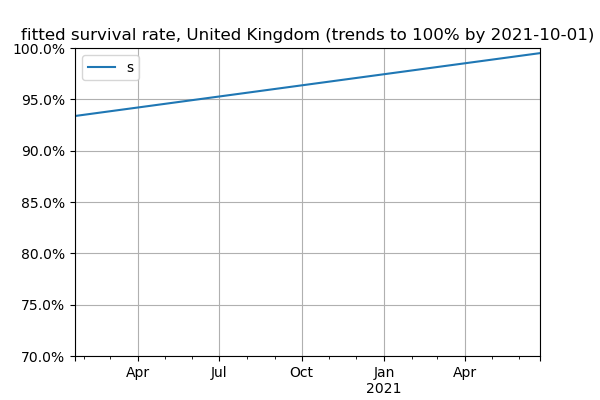 fitted survival rate, United Kingdom (trends to 100% by 2021-10-01)
100.0%
s
95.0%
90.0%
85.0%
80.0%
75.0%
70.0%
Apr Jul Oct Jan Apr
2021